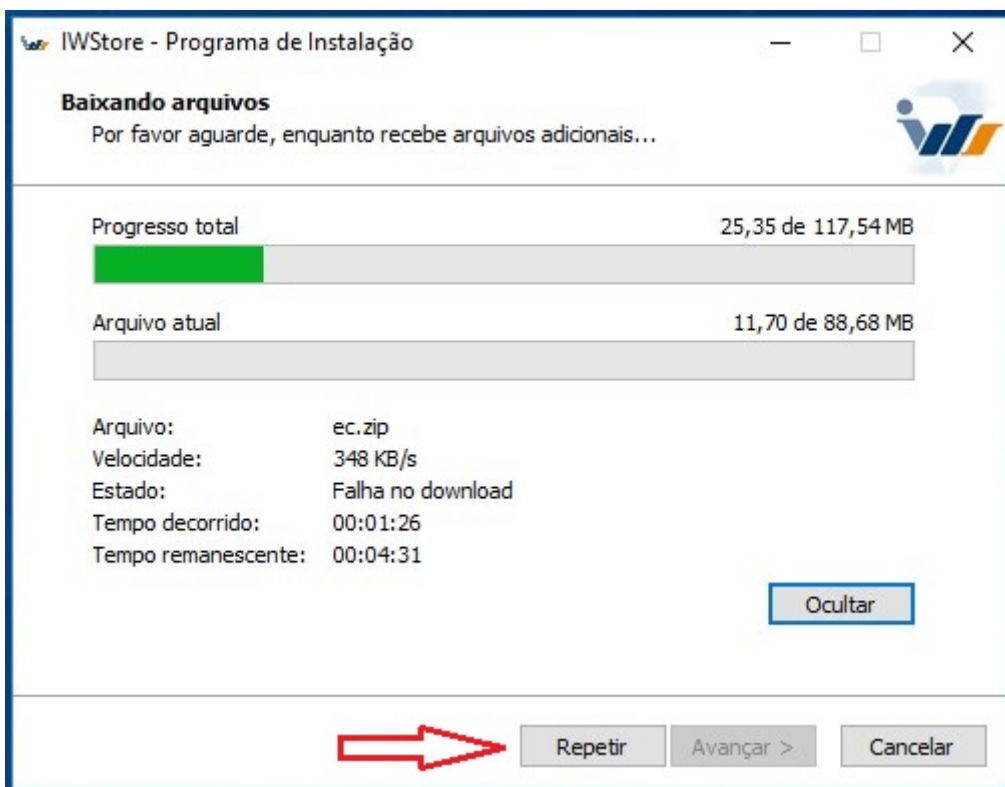 IWStore - Programa de Instalação
Baixando arquivos
Por favor aguarde, enquanto recebe arquivos adicionais...
Progresso total 25,35 de 117,54 MB
Arquivo atual 11,70 de 88,68 MB
Arquivo: ec.zip
Velocidade: 348 KB/s
Estado: Falha no download
Tempo decorrido: 00:01:26
Tempo remanescente: 00:04:31
Ocultar
Repetir Avançar > Cancelar